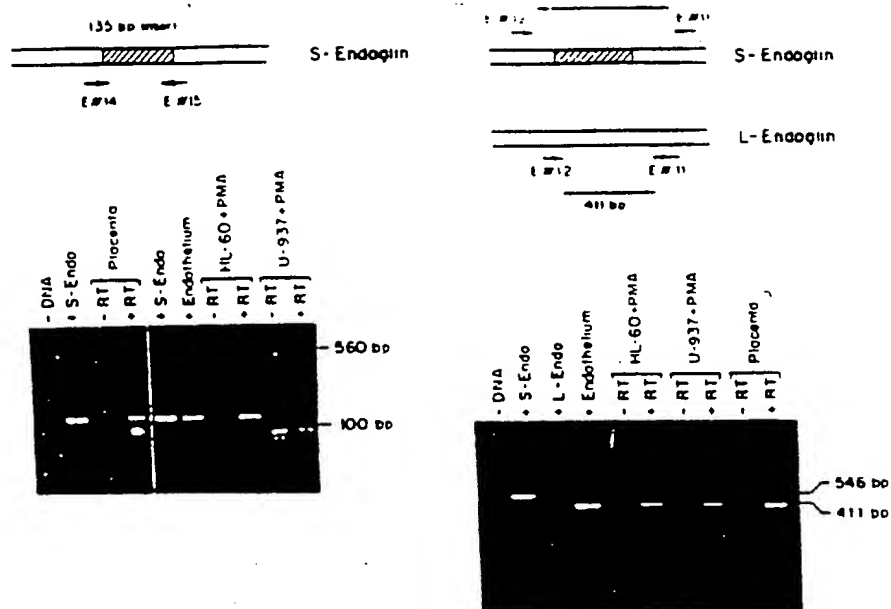 135 bp insert
S-Endoglin
E#14
E#15
- DNA
+ S-Endo
Placenta
- RT
+ RT
+ S-Endo
+ Endothelium
HL-60+PMA
- RT
+ RT
U-937+PMA
- RT
+ RT
560 bp
100 bp
E#12
E#11
S-Endoglin
L-Endoglin
E#12
E#11
411 bp
- DNA
+ S-Endo
+ L-Endo
+ Endothelium
HL-60+PMA
- RT
+ RT
U-937+PMA
- RT
+ RT
Placenta
- RT
+ RT
546 bp
411 bp